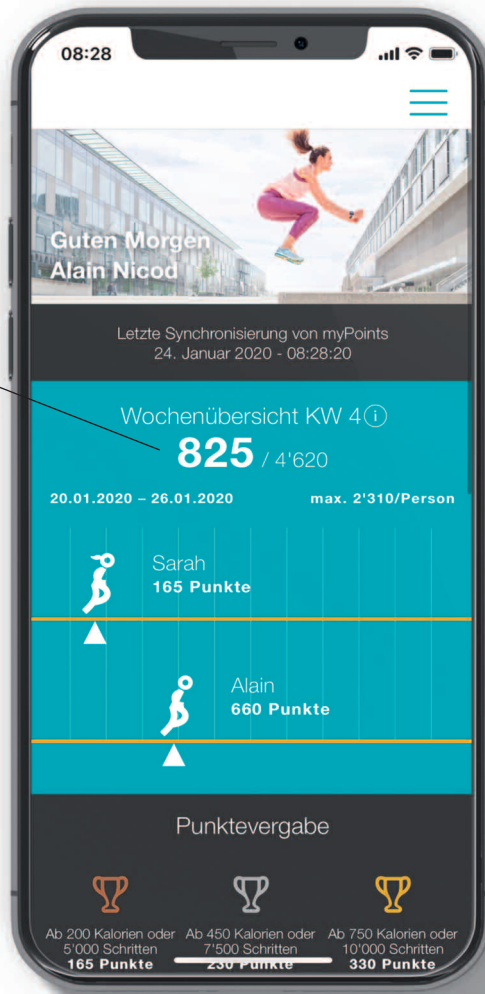 08:28
Guten Morgen
Alain Nicod
Letzte Synchronisierung von myPoints
24. Januar 2020 - 08:28:20
Wochenübersicht KW 4 i
825 / 4'620
20.01.2020 – 26.01.2020 max. 2'310/Person
Sarah
165 Punkte
Alain
660 Punkte
Punktevergabe
Ab 200 Kalorien oder
5'000 Schritten
165 Punkte
Ab 450 Kalorien oder
7'500 Schritten
230 Punkte
Ab 750 Kalorien oder
10'000 Schritten
330 Punkte